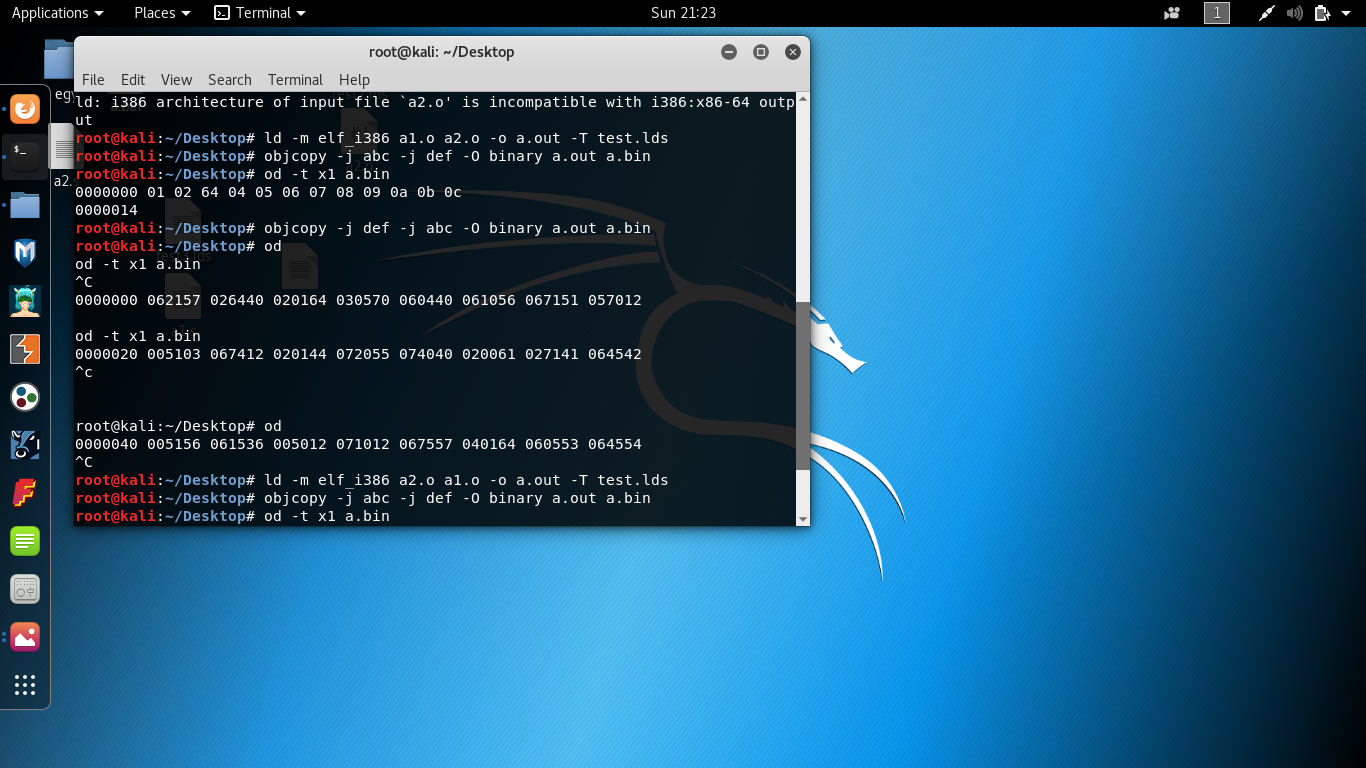 Applications Places Terminal Sun 21:23 1
root@kali: ~/Desktop
File Edit View Search Terminal Help
ld: i386 architecture of input file `a2.o' is incompatible with i386:x86-64 outp
ut
root@kali:~/Desktop# ld -m elf_i386 a1.o a2.o -o a.out -T test.lds
root@kali:~/Desktop# objcopy -j abc -j def -O binary a.out a.bin
root@kali:~/Desktop# od -t x1 a.bin
0000000 01 02 64 04 05 06 07 08 09 0a 0b 0c
0000014
root@kali:~/Desktop# objcopy -j def -j abc -O binary a.out a.bin
root@kali:~/Desktop# od
od -t x1 a.bin
^C
0000000 062157 026440 020164 030570 060440 061056 067151 057012

od -t x1 a.bin
0000020 005103 067412 020144 072055 074040 020061 027141 064542
^c

root@kali:~/Desktop# od
0000040 005156 061536 005012 071012 067557 040164 060553 064554
^C
root@kali:~/Desktop# ld -m elf_i386 a2.o a1.o -o a.out -T test.lds
root@kali:~/Desktop# objcopy -j abc -j def -O binary a.out a.bin
root@kali:~/Desktop# od -t x1 a.bin